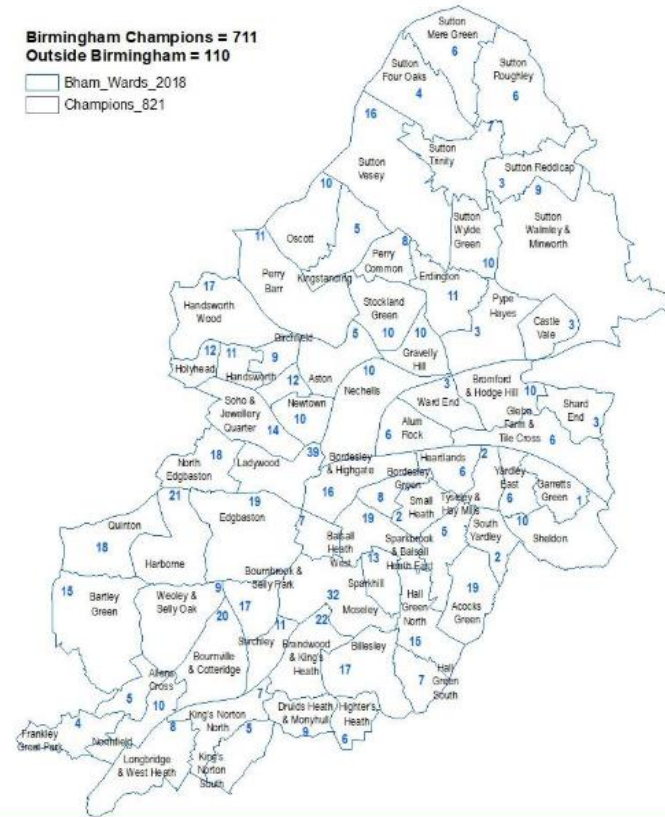 Birmingham Champions = 711
Outside Birmingham = 110
Bham_Wards_2018
Champions_821
Sutton
Mere Green
6
Sutton
Four Oaks
4
Sutton
Roughley
6
16
Sutton
Vesey
7
Sutton
Trinity
Sutton Reddicap
3
9
10
Oscott
5
Sutton
Wylde
Green
10
Sutton
Walmley &
Minworth
11
Perry
Barr
Kingstanding
8
Perry
Common
Erdington
11
17
Handsworth
Wood
Stockland
Green
10
10
Pype
Hayes
3
Castle
Vale
3
Birchfield
5
Gravelly
Hill
12
Holyhead
11
Handsworth
9
12
Aston
10
Nechells
3
Ward End
Bromford
& Hodge Hill
10
Shard
End
3
Soho &
Jewellery
Quarter
14
Newtown
10
Alum
Rock
6
Glebe
Farm &
Tile Cross
6
18
North
Edgbaston
Ladywood
39
Bordesley
& Highgate
16
Bordesley
Green
8
Heartlands
6
2
Yardley
East
6
Garretts
Green
1
21
Quinton
18
19
Edgbaston
7
Balsall
Heath
West
19
Small
Heath
2
Tyseley &
Hay Mills
5
South
Yardley
10
Sheldon
2
Harborne
Bournbrook &
Selly Park
Sparkbrook
& Balsall
Heath East
13
Sparkhill
15
Bartley
Green
Weoley &
Selly Oak
9
17
20
32
Moseley
22
Hall
Green
North
15
19
Acocks
Green
Bournville
& Cotteridge
Stirchley
11
Brandwood
& King's
Heath
Billesley
17
Hall
Green
South
7
Allens
Cross
5
10
7
Druids Heath
& Monyhull
9
Highter's
Heath
6
4
Frankley
Great Park
Northfield
8
King's Norton
North
5
Longbridge
& West Heath
King's
Norton
South